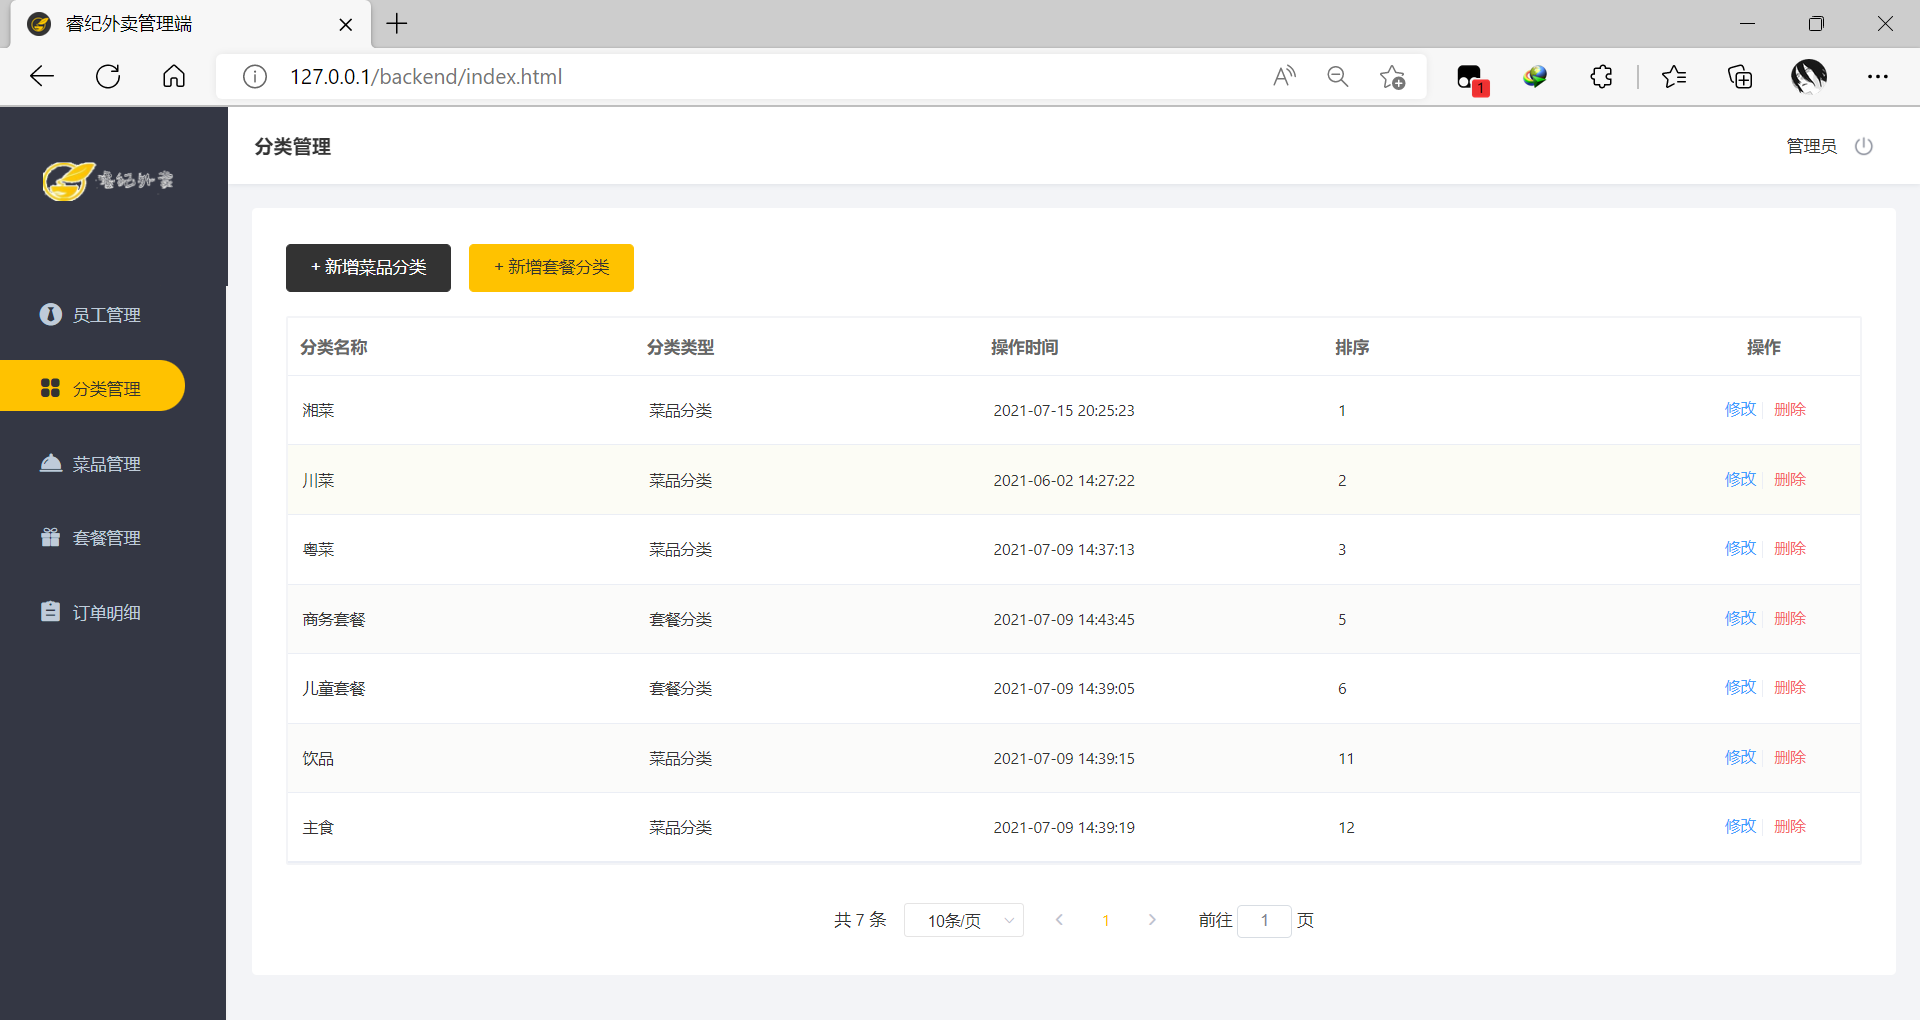 睿纪外卖管理端
127.0.0.1/backend/index.html
1
睿纪外卖
分类管理
管理员
员工管理
分类管理
菜品管理
套餐管理
订单明细
+ 新增菜品分类 + 新增套餐分类
分类名称 分类类型 操作时间 排序 操作
湘菜 菜品分类 2021-07-15 20:25:23 1 修改 删除
川菜 菜品分类 2021-06-02 14:27:22 2 修改 删除
粤菜 菜品分类 2021-07-09 14:37:13 3 修改 删除
商务套餐 套餐分类 2021-07-09 14:43:45 5 修改 删除
儿童套餐 套餐分类 2021-07-09 14:39:05 6 修改 删除
饮品 菜品分类 2021-07-09 14:39:15 11 修改 删除
主食 菜品分类 2021-07-09 14:39:19 12 修改 删除
共 7 条 10条/页 1 前往 1 页